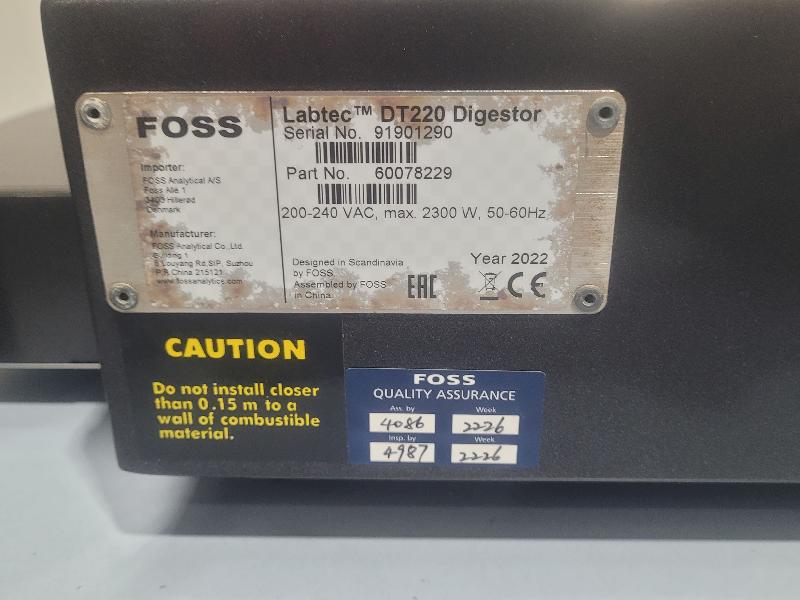 FOSS
Labtec™ DT220 Digestor
Serial No. 91901290
Part No. 60078229
200-240 VAC, max. 2300 W, 50-60Hz
Importer:
FOSS Analytical A/S
Foss Allé 1
3400 Hillerød
Denmark
Manufacturer:
FOSS Analytical Co., Ltd.
Building 1
6 Louyang Rd.SIP. Suzhou
P.R.China 215121
www.fossanalytics.com
Designed in Scandinavia
by FOSS.
Assembled by FOSS
in China.
EAC
CE
Year 2022
CAUTION
Do not install closer
than 0.15 m to a
wall of combustible
material.
FOSS
QUALITY ASSURANCE
Ass. by Week
4086 2226
Insp. by Week
4987 2226